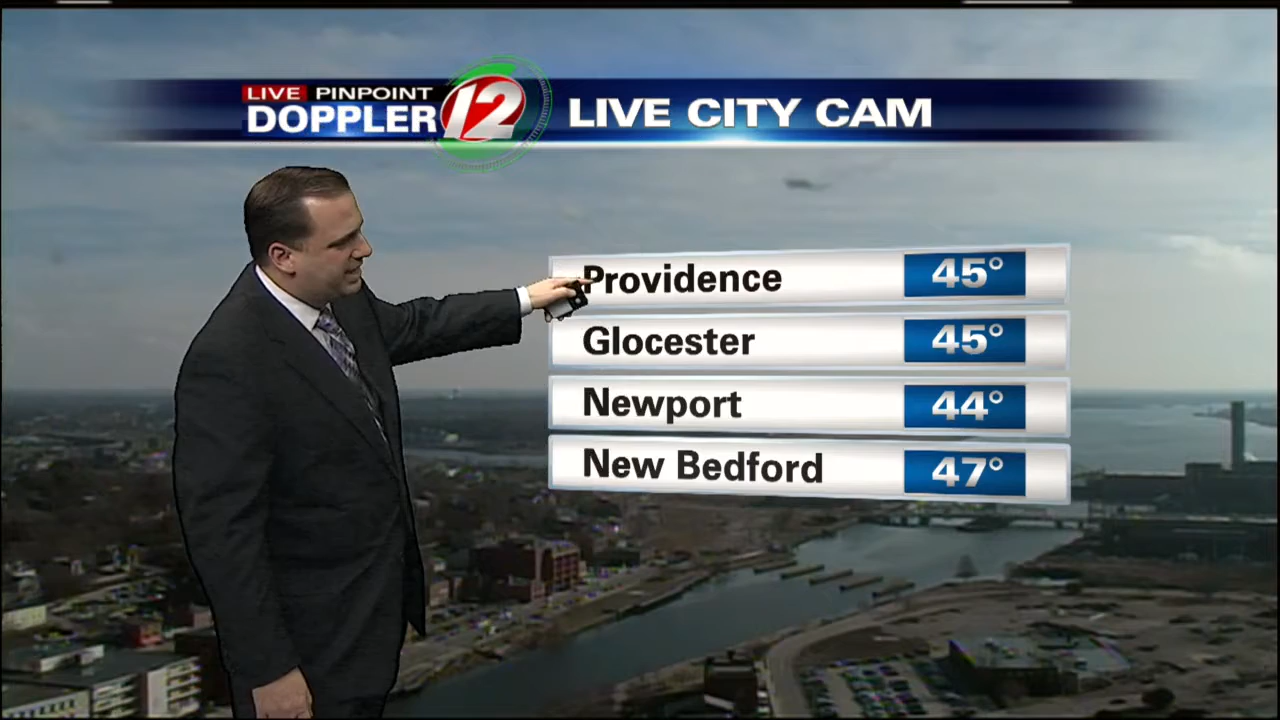 LIVE PINPOINT
DOPPLER 12
LIVE CITY CAM
Providence 45°
Glocester 45°
Newport 44°
New Bedford 47°